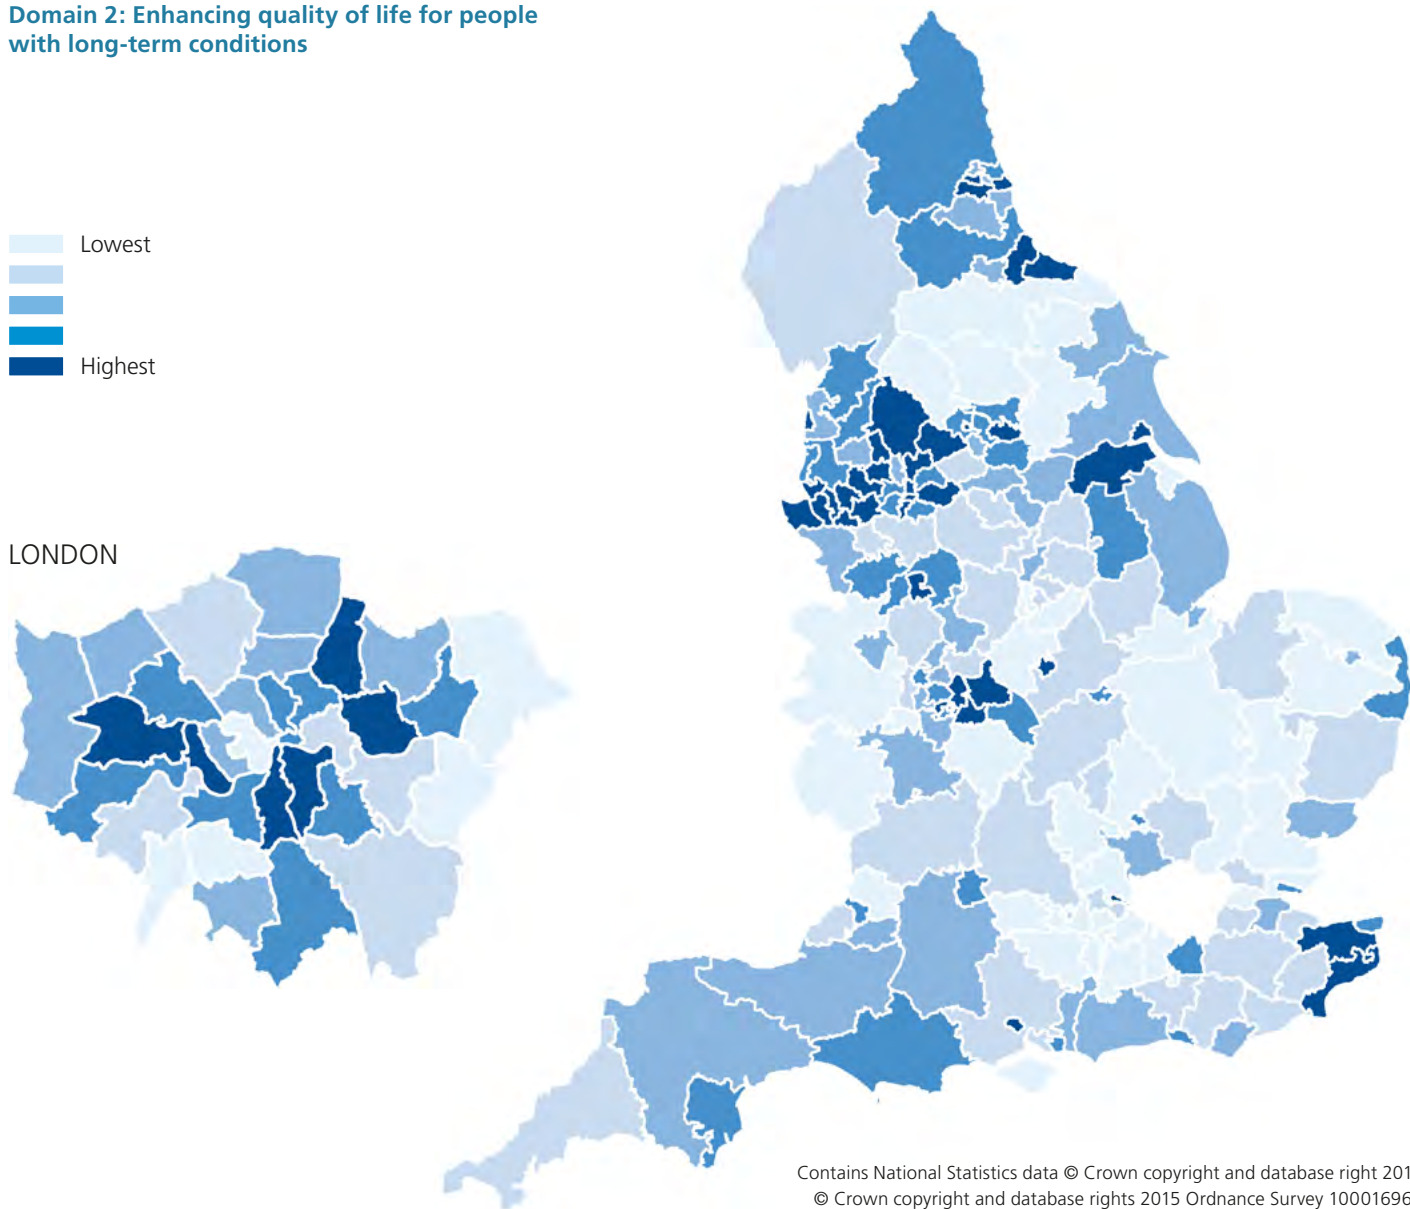 Domain 2: Enhancing quality of life for people
with long-term conditions
Lowest
Highest
LONDON
Contains National Statistics data © Crown copyright and database right 201
© Crown copyright and database rights 2015 Ordnance Survey 10001696